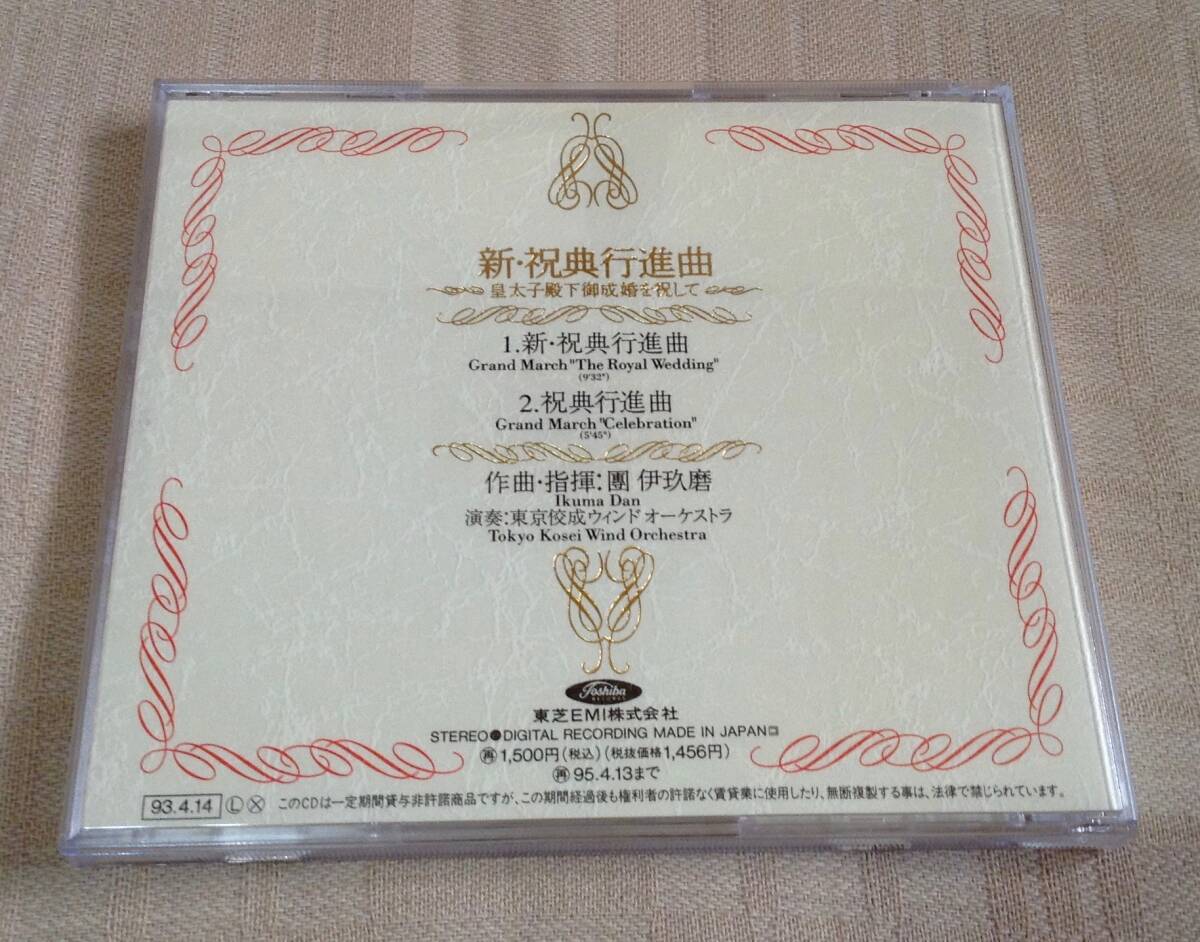 新・祝典行進曲
皇太子殿下御成婚を祝して
1.新・祝典行進曲
Grand March"The Royal Wedding"
(9'32")
2.祝典行進曲
Grand March "Celebration"
(5'45")
作曲・指揮:團 伊玖磨
Ikuma Dan
演奏:東京佼成ウィンドオーケストラ
Tokyo Kosei Wind Orchestra
Toshiba
RECORDS
東芝EMI株式会社
STEREO●DIGITAL RECORDING MADE IN JAPAN
㊢1,500円(税込)(税抜価格1,456円)
㊢95.4.13まで
93.4.14 Ⓛ Ⓧ このCDは一定期間貸与非許諾商品ですが、この期間経過後も権利者の許諾なく賃貸業に使用したり、無断複製する事は、法律で禁じられています。